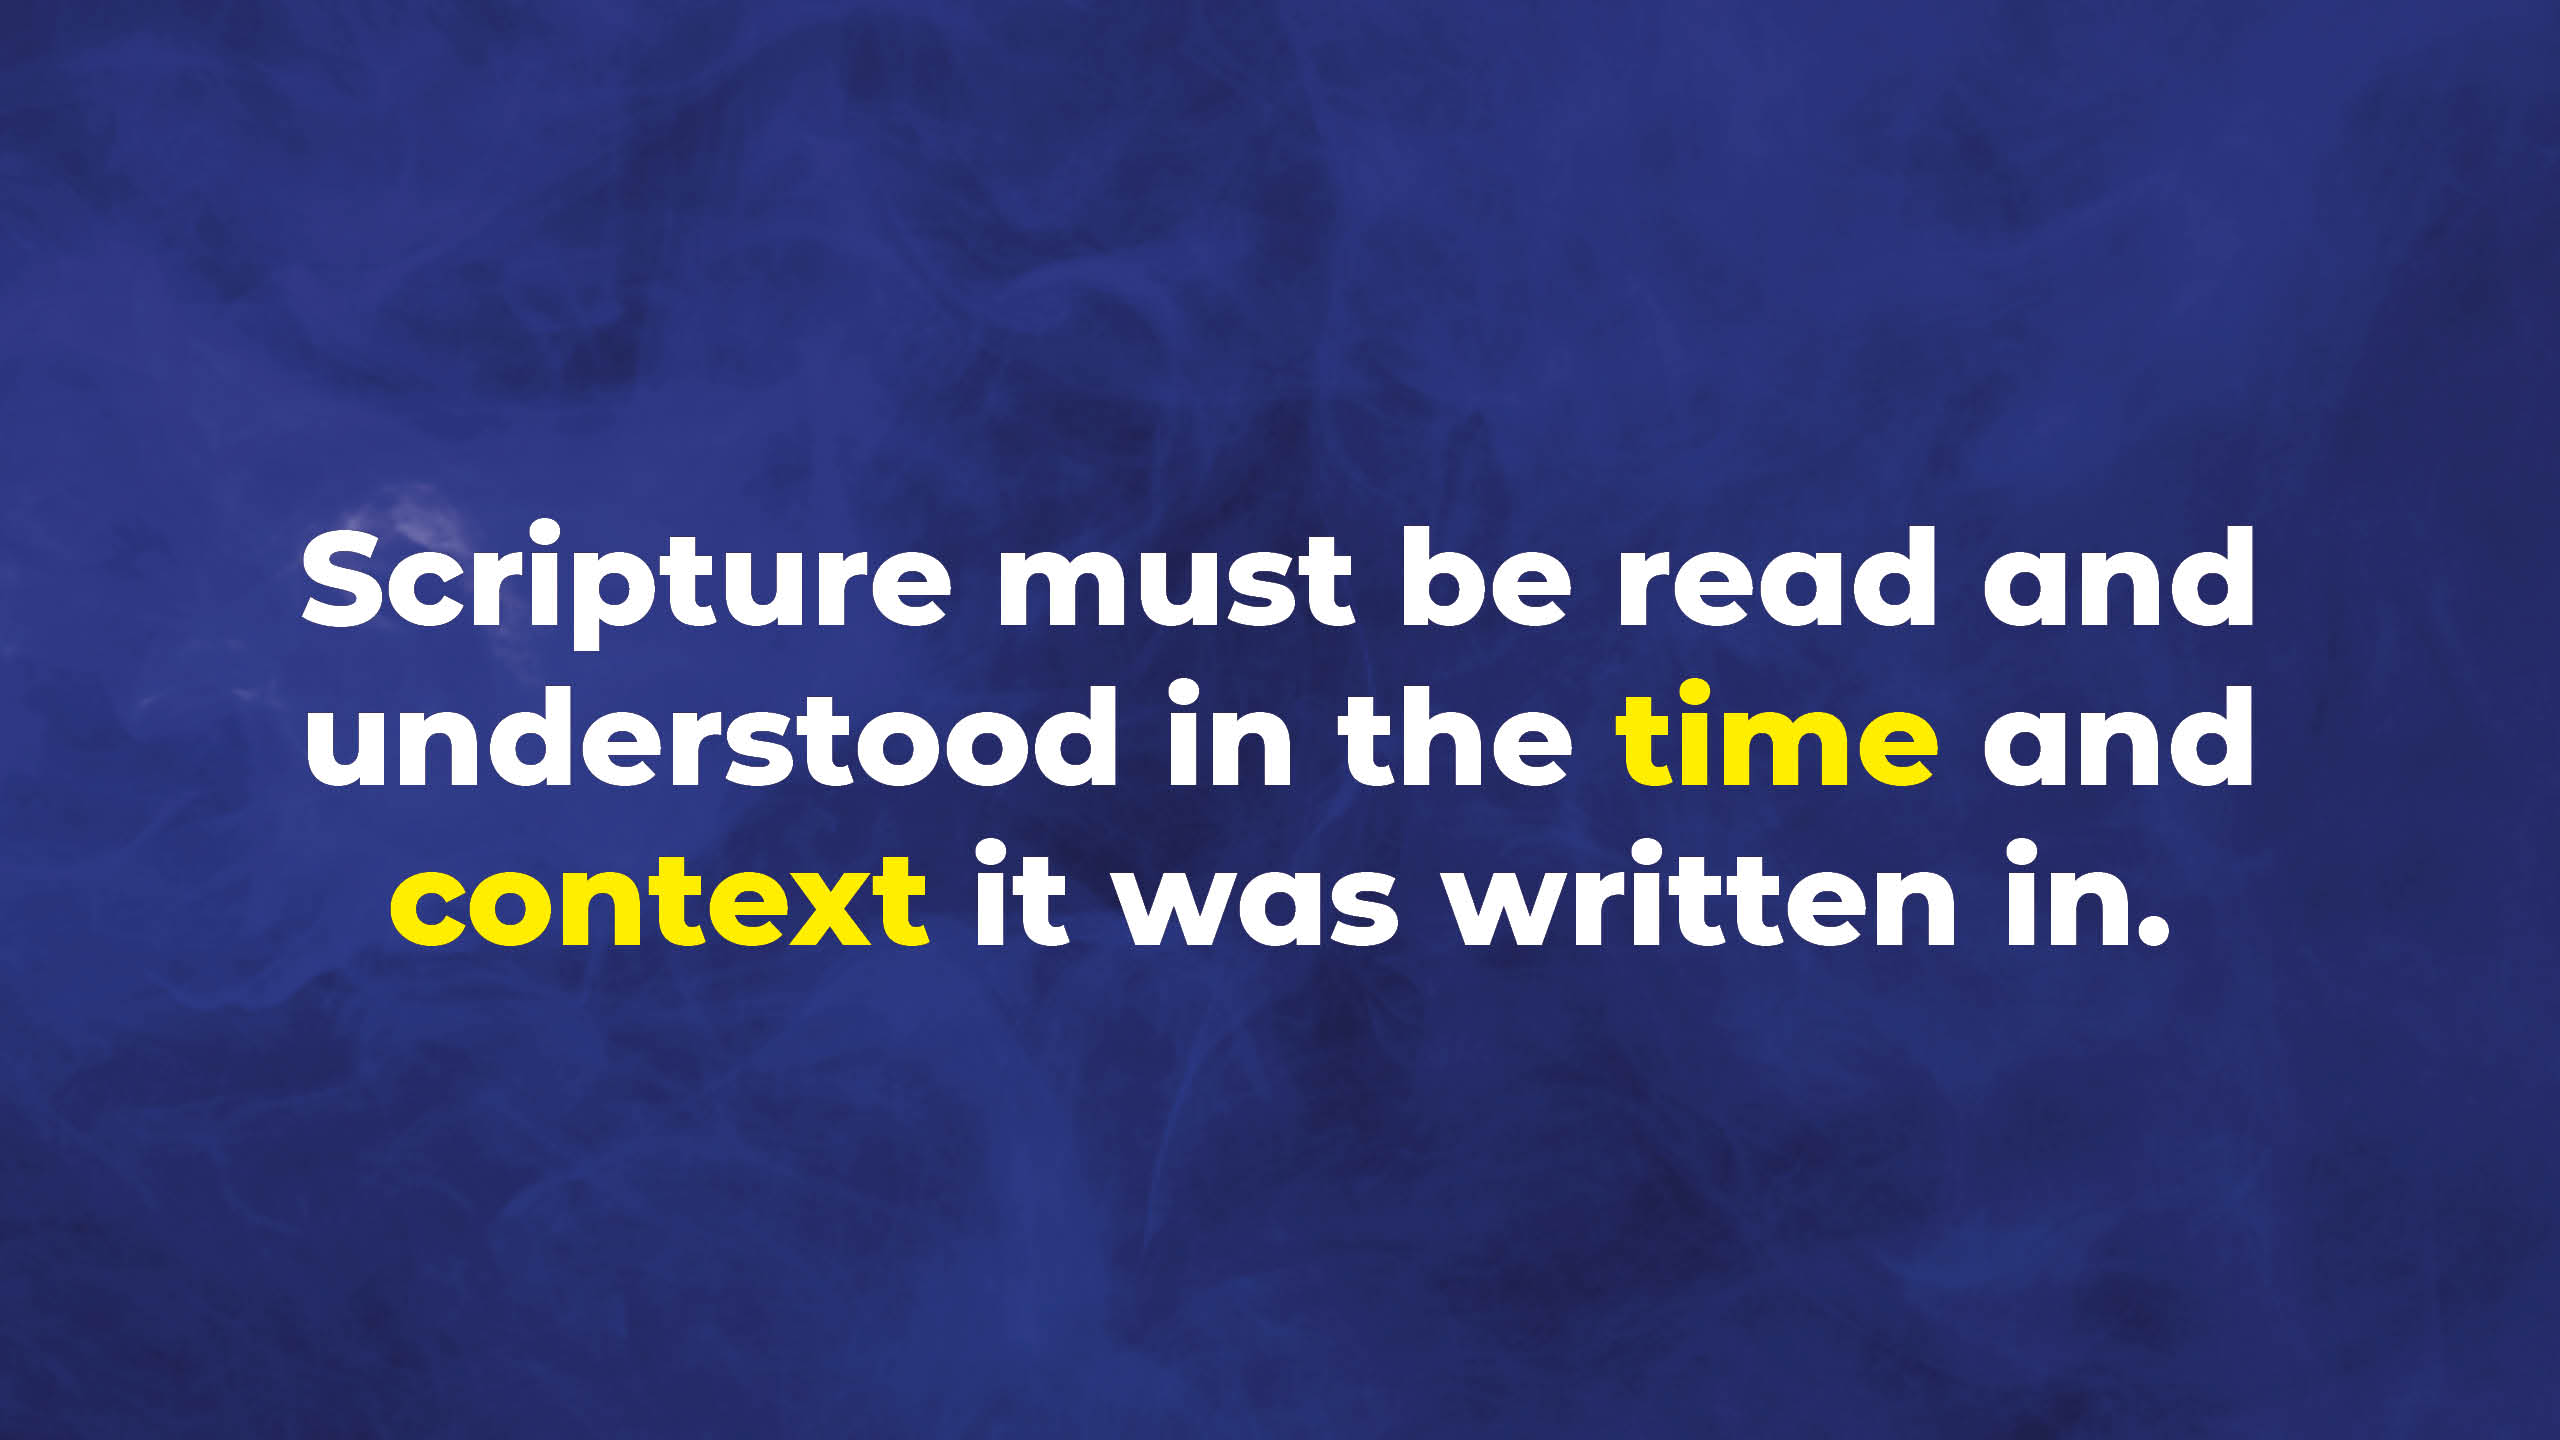 Scripture must be read and
understood in the time and
context it was written in.